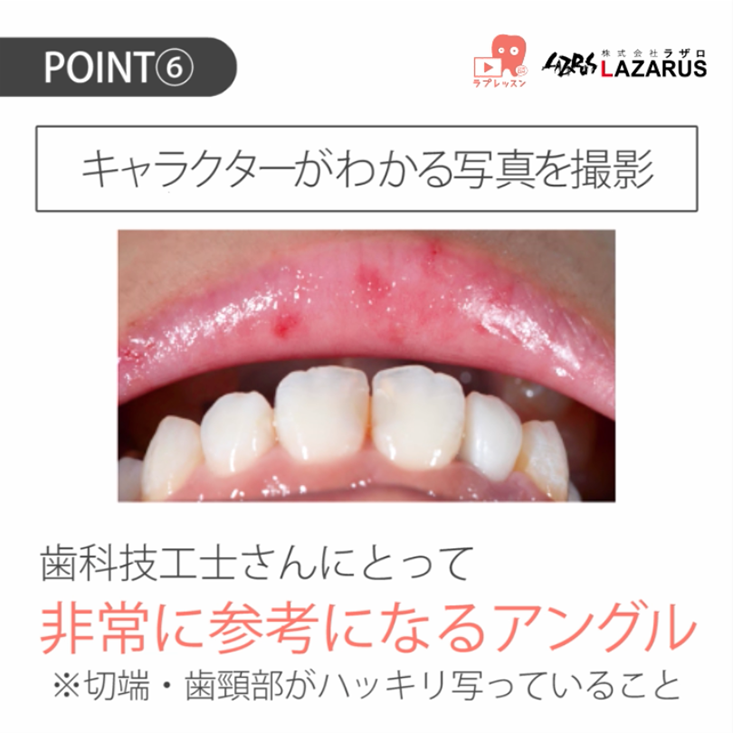 POINT⑥
ラブレッスン
株式会社ラザロ
LAZARUS
キャラクターがわかる写真を撮影
歯科技工士さんにとって
非常に参考になるアングル
※切端・歯頸部がハッキリ写っていること